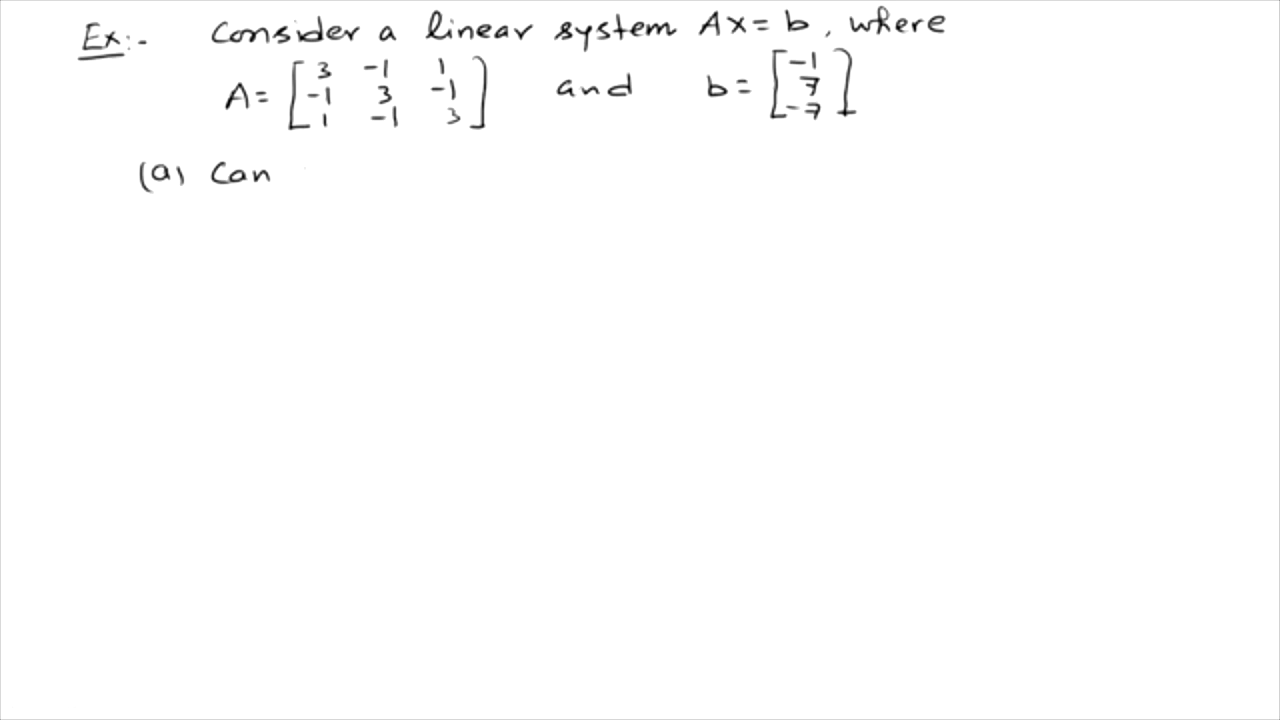 Ex:- Consider a linear system Ax = b, where
A = [ 3 -1 1 ; -1 3 -1 ; 1 -1 3 ] and b = [ -1 ; 7 ; -7 ]
(a) Can